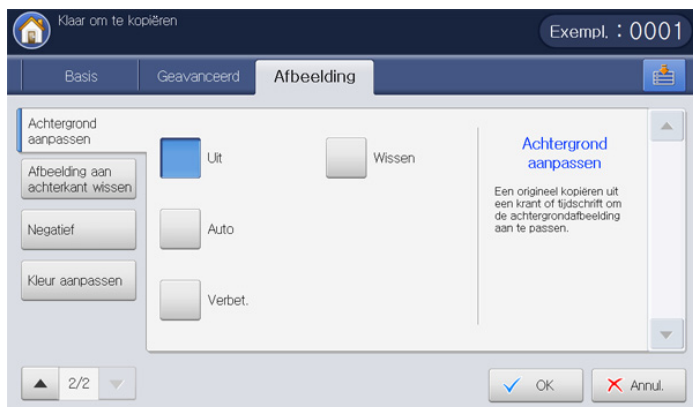 Klaar om te kopiëren
Exempl. : 0001
Basis
Geavanceerd
Afbeelding
Achtergrond
aanpassen
Afbeelding aan
achterkant wissen
Negatief
Kleur aanpassen
2/2
Uit
Wissen
Auto
Verbet.
Achtergrond
aanpassen
Een origineel kopiëren uit
een krant of tijdschrift om
de achtergrondafbeelding
aan te passen.
OK
Annul.